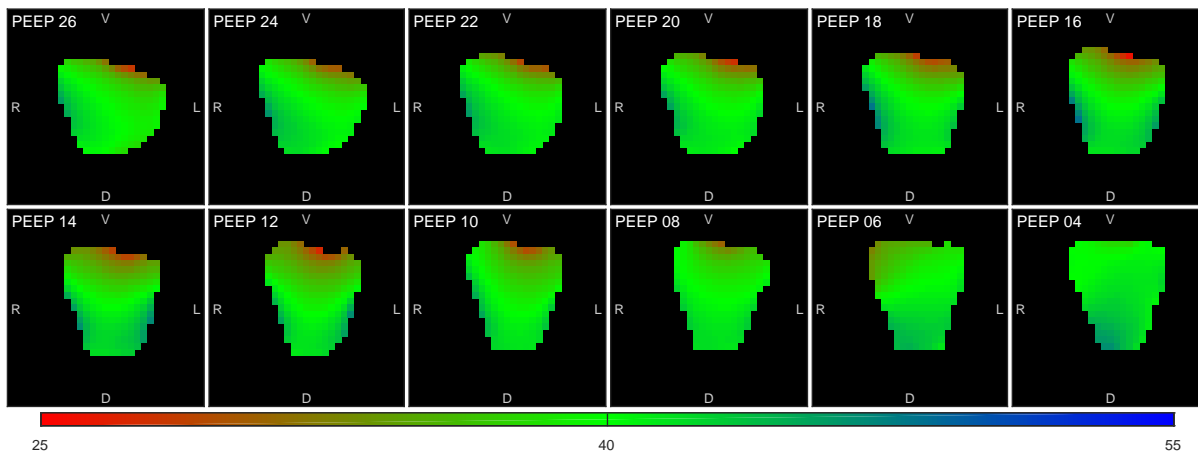 PEEP 26 V R L D
PEEP 24 V R L D
PEEP 22 V R L D
PEEP 20 V R L D
PEEP 18 V R L D
PEEP 16 V R L D
PEEP 14 V R L D
PEEP 12 V R L D
PEEP 10 V R L D
PEEP 08 V R L D
PEEP 06 V R L D
PEEP 04 V R L D
25 40 55